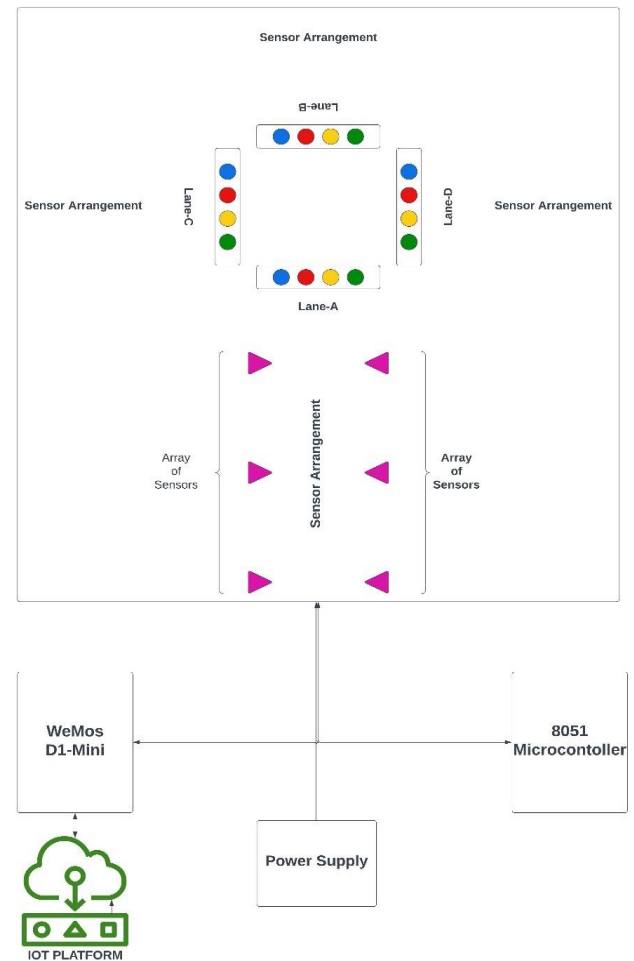 Sensor Arrangement
Lane-B
Sensor Arrangement
Lane-C
Lane-D
Sensor Arrangement
Lane-A
Array
of
Sensors
Sensor Arrangement
Array
of
Sensors
WeMos
D1-Mini
8051
Microcontoller
Power Supply
IOT PLATFORM